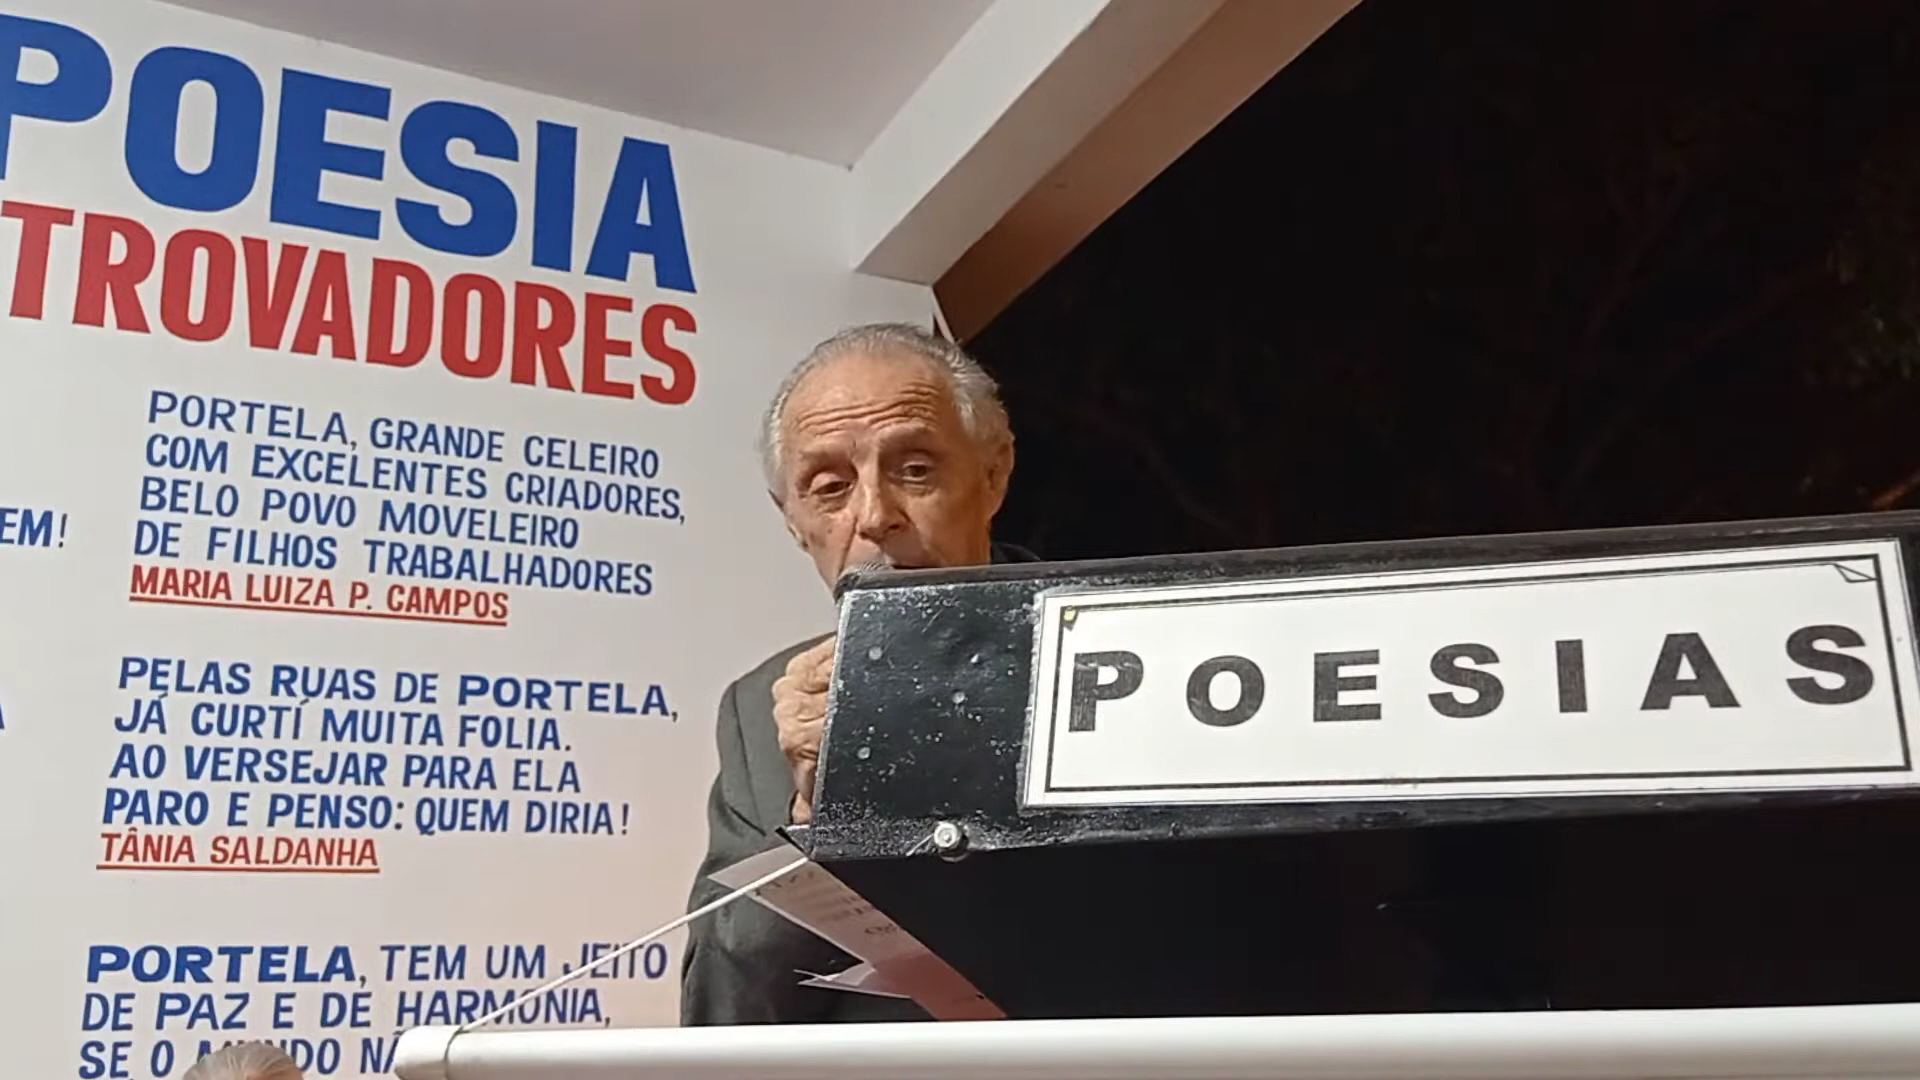 POESIA
TROVADORES
EM!
PORTELA, GRANDE CELEIRO
COM EXCELENTES CRIADORES,
BELO POVO MOVELEIRO
DE FILHOS TRABALHADORES
MARIA LUIZA P. CAMPOS
PELAS RUAS DE PORTELA,
JÁ CURTÍ MUITA FOLIA.
AO VERSEJAR PARA ELA
PARO E PENSO: QUEM DIRIA!
TÂNIA SALDANHA
PORTELA, TEM UM JEITO
DE PAZ E DE HARMONIA,
SE O
POESIAS